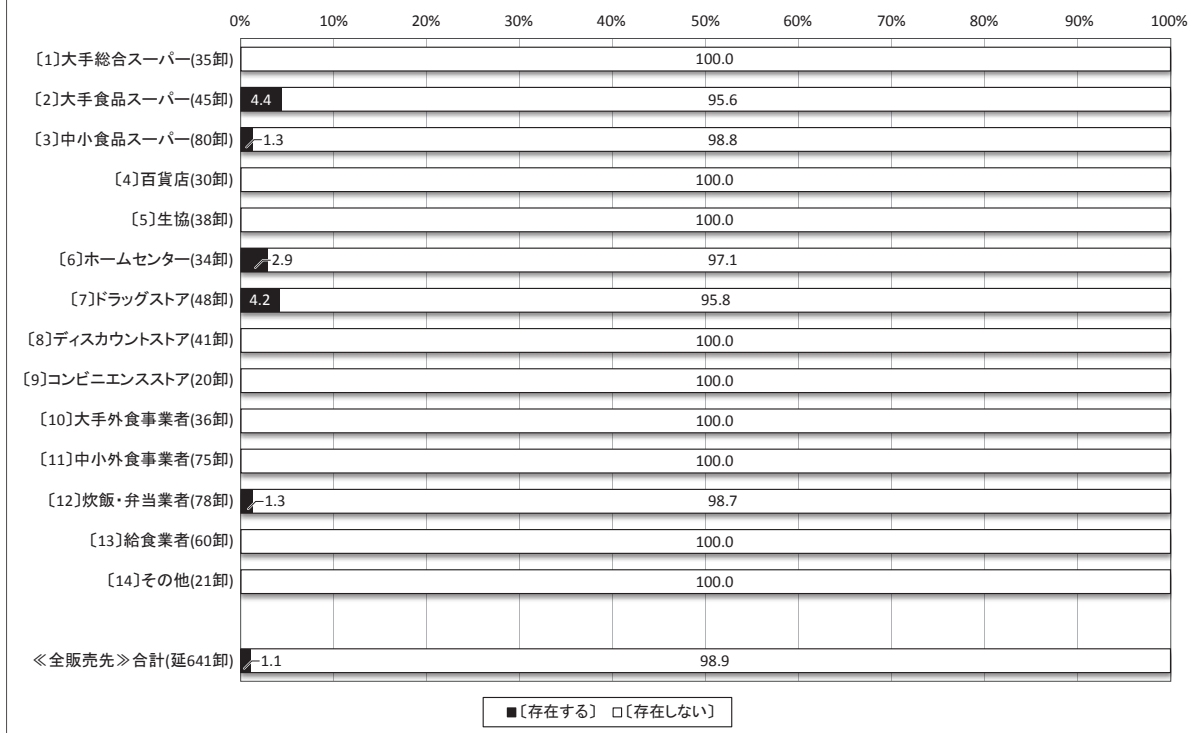 0% 10% 20% 30% 40% 50% 60% 70% 80% 90% 100%
〔1〕大手総合スーパー(35卸) 100.0
〔2〕大手食品スーパー(45卸) 4.4 95.6
〔3〕中小食品スーパー(80卸) 1.3 98.8
〔4〕百貨店(30卸) 100.0
〔5〕生協(38卸) 100.0
〔6〕ホームセンター(34卸) 2.9 97.1
〔7〕ドラッグストア(48卸) 4.2 95.8
〔8〕ディスカウントストア(41卸) 100.0
〔9〕コンビニエンスストア(20卸) 100.0
〔10〕大手外食事業者(36卸) 100.0
〔11〕中小外食事業者(75卸) 100.0
〔12〕炊飯・弁当業者(78卸) 1.3 98.7
〔13〕給食業者(60卸) 100.0
〔14〕その他(21卸) 100.0
≪全販売先≫合計(延641卸) 1.1 98.9
■〔存在する〕 □〔存在しない〕